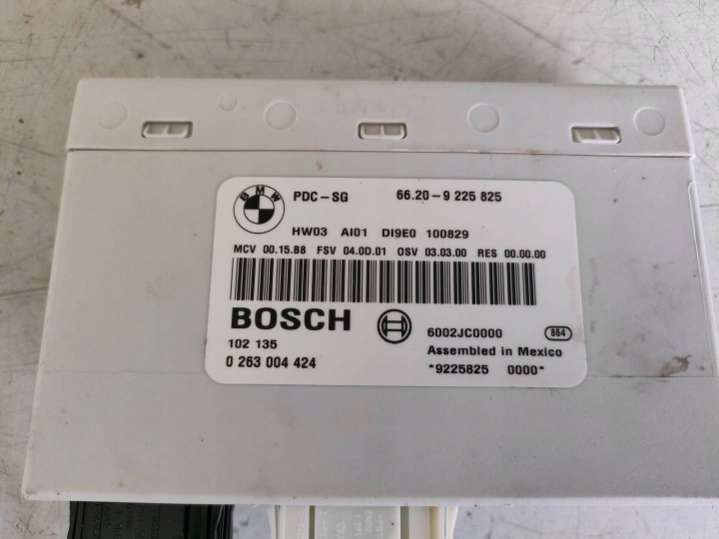 BMW PDC-SG 66.20-9 225 825
HW03 AI01 DI9E0 100829
MCV 00.15.B8 FSV 04.0D.01 OSV 03.03.00 RES 00.00.00
BOSCH
6002JC0000 864
102 135 Assembled in Mexico
0 263 004 424 *9225825 0000*